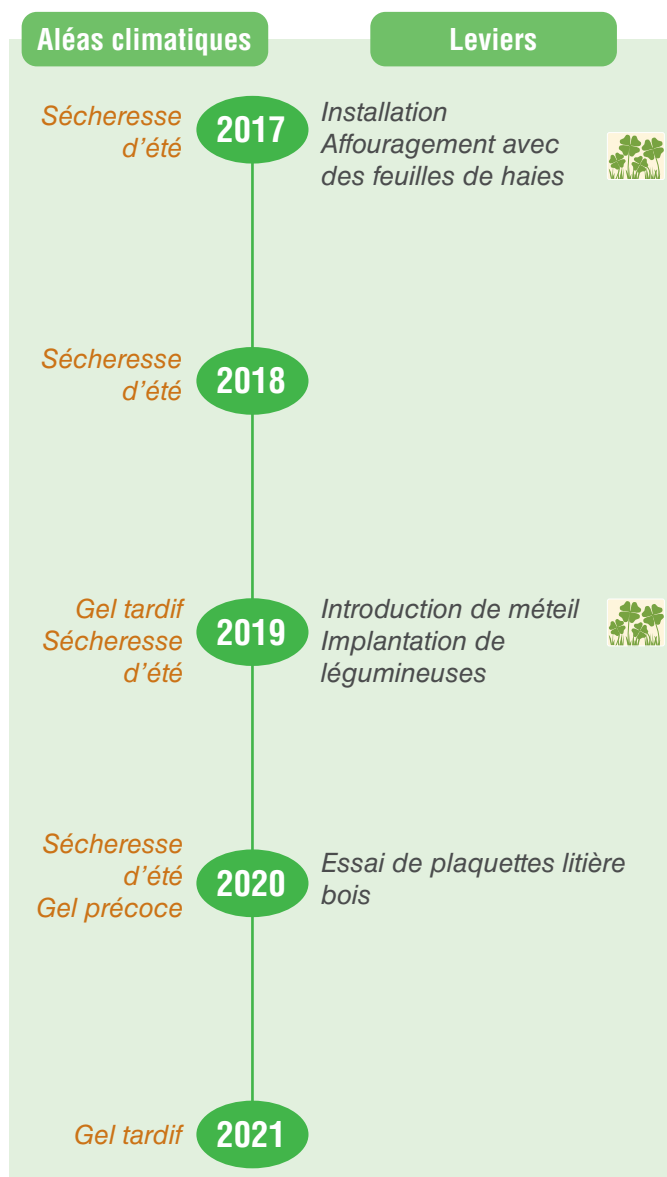 Aléas climatiques
Leviers
Sécheresse
d’été
2017
Installation
Affouragement avec
des feuilles de haies
Sécheresse
d’été
2018
Gel tardif
Sécheresse
d’été
2019
Introduction de méteil
Implantation de
légumineuses
Sécheresse
d’été
Gel précoce
2020
Essai de plaquettes litière
bois
Gel tardif
2021